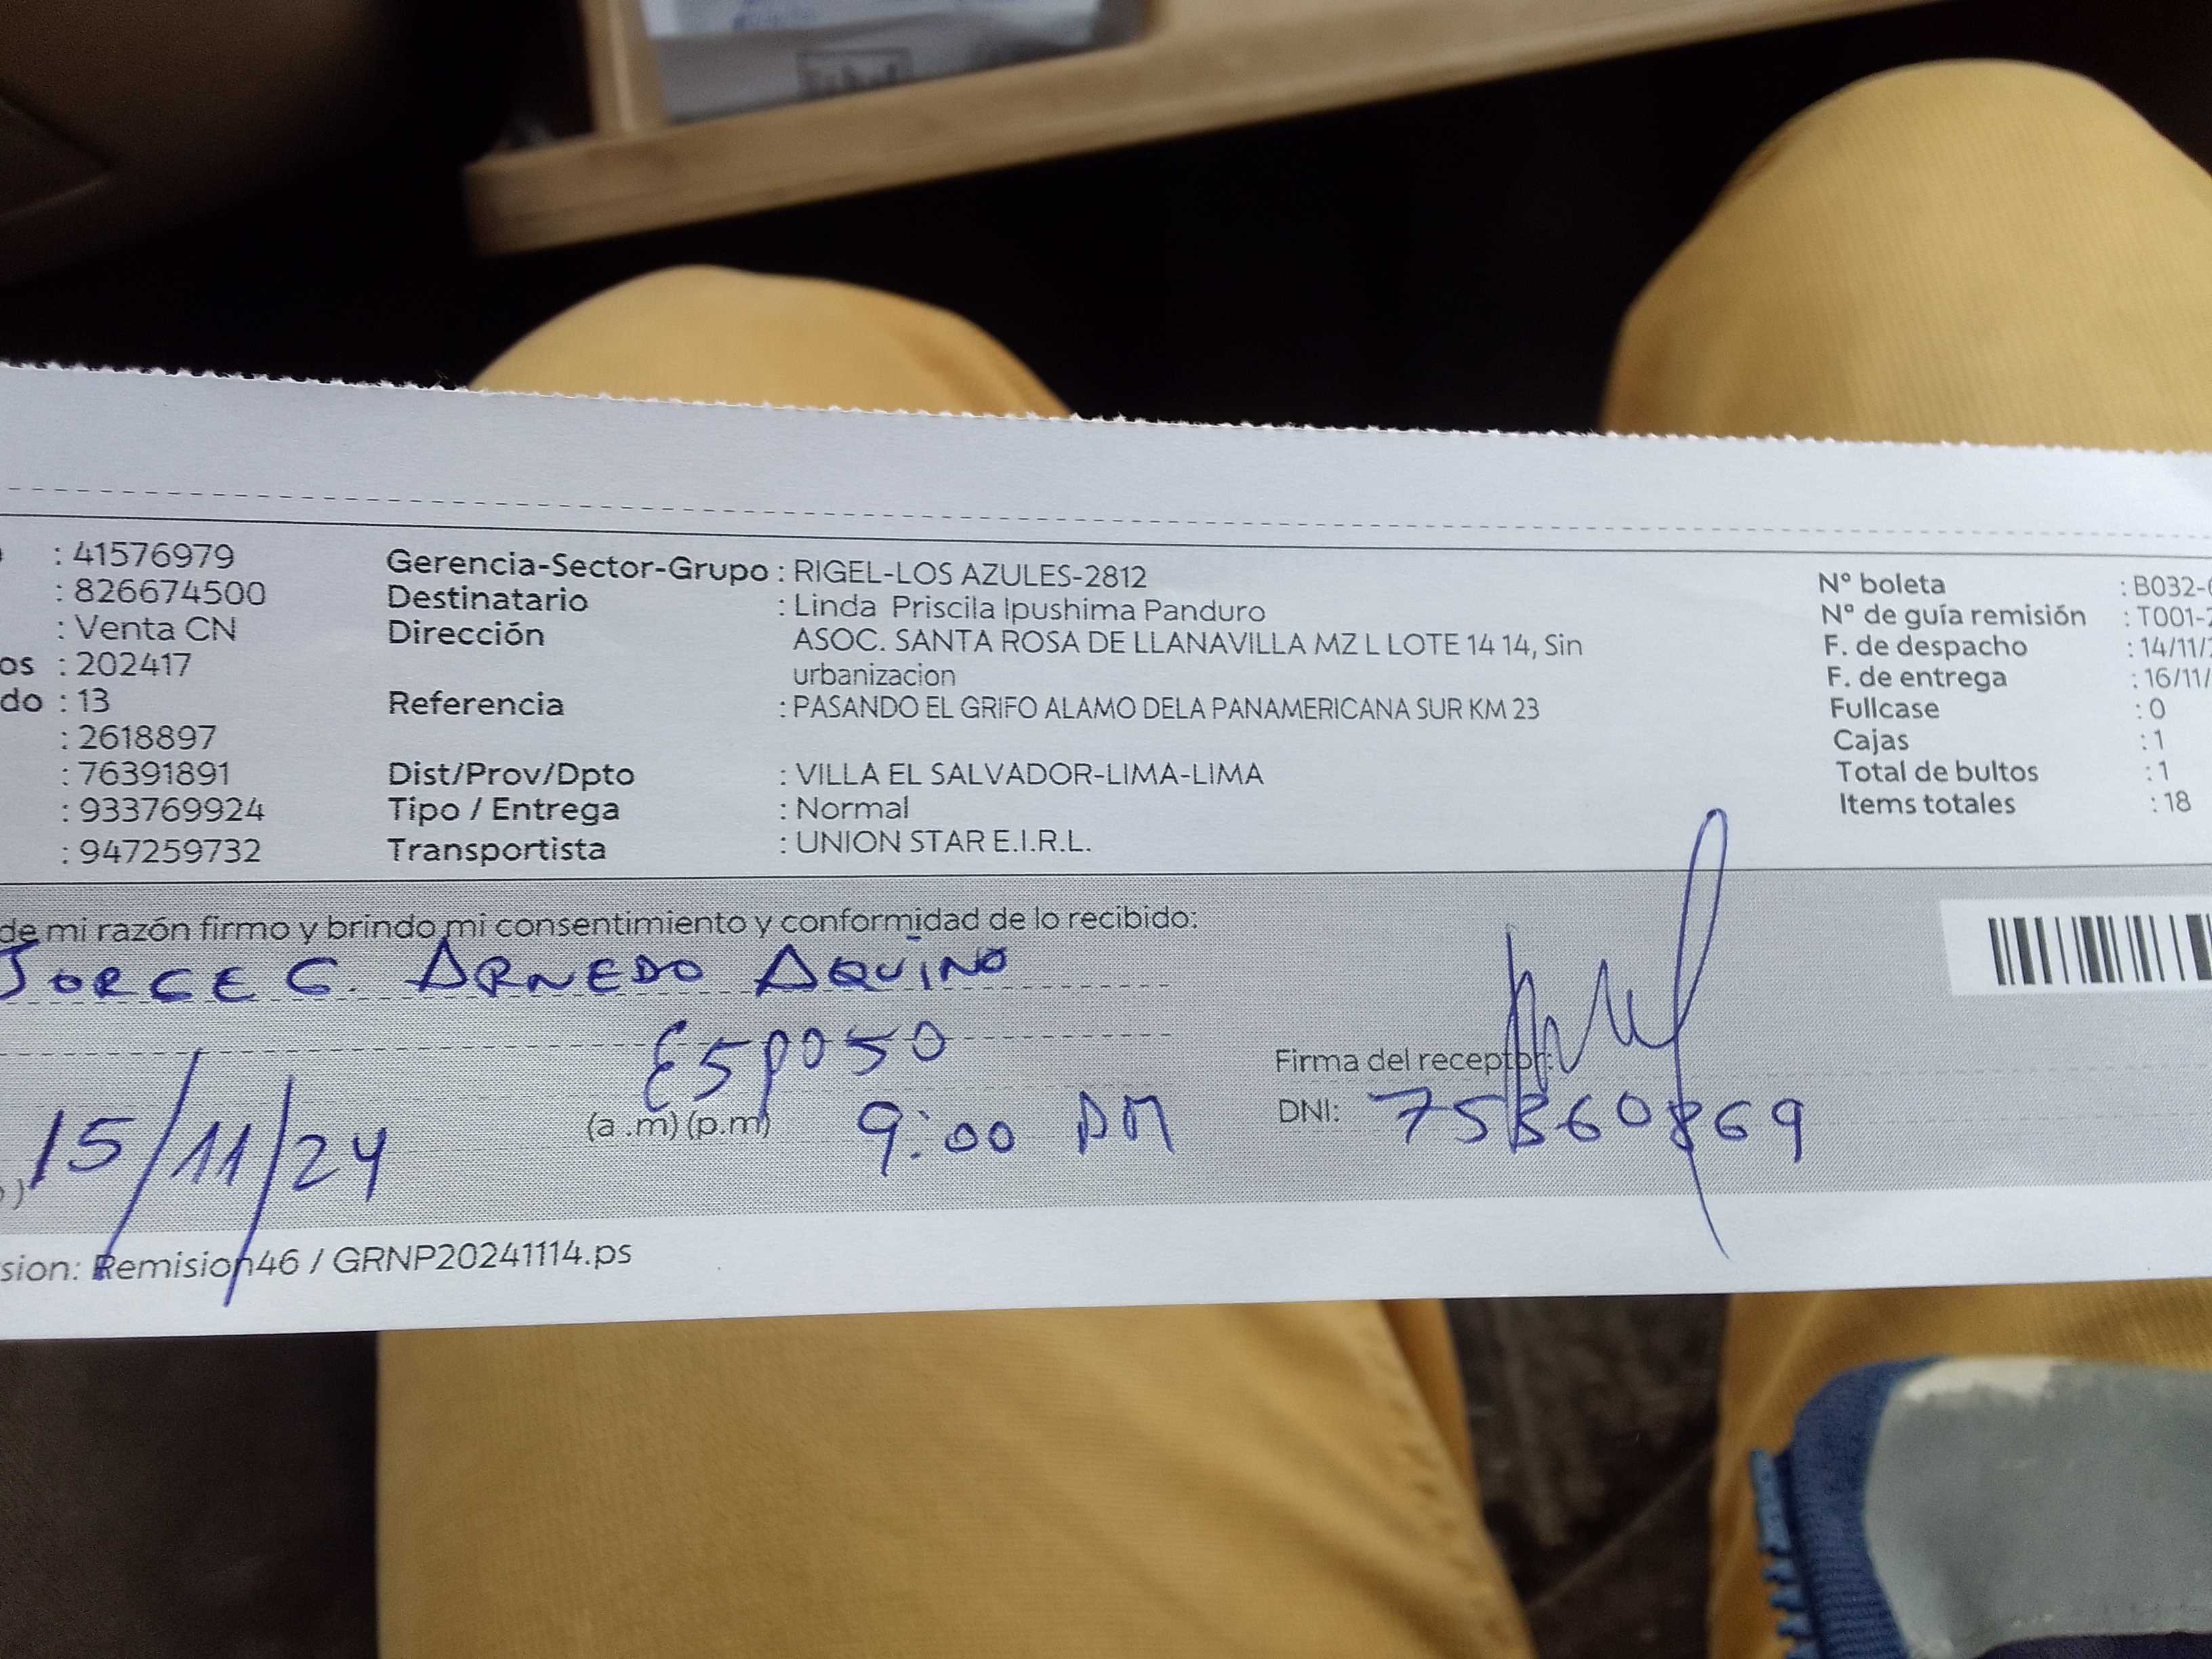 : 41576979
: 826674500
: Venta CN
os : 202417
do : 13
: 2618897
: 76391891
: 933769924
: 947259732
Gerencia-Sector-Grupo : RIGEL-LOS AZULES-2812
Destinatario : Linda Priscila Ipushima Panduro
Dirección ASOC. SANTA ROSA DE LLANAVILLA MZ L LOTE 14 14, Sin
urbanizacion
Referencia : PASANDO EL GRIFO ALAMO DELA PANAMERICANA SUR KM 23
Dist/Prov/Dpto : VILLA EL SALVADOR-LIMA-LIMA
Tipo / Entrega : Normal
Transportista : UNION STAR E.I.R.L.
Nº boleta : B032-
Nº de guía remisión : T001-2
F. de despacho : 14/11/
F. de entrega : 16/11/
Fullcase : 0
Cajas : 1
Total de bultos : 1
Items totales : 18
de mi razón firmo y brindo mi consentimiento y conformidad de lo recibido:
JORGE G. ARNEDO AQUINO
ESPOSO
Firma del receptor:
15/11/24 (a .m) (p.m) 9:00 AM
DNI: 75360869
sion: Remision46 / GRNP20241114.ps